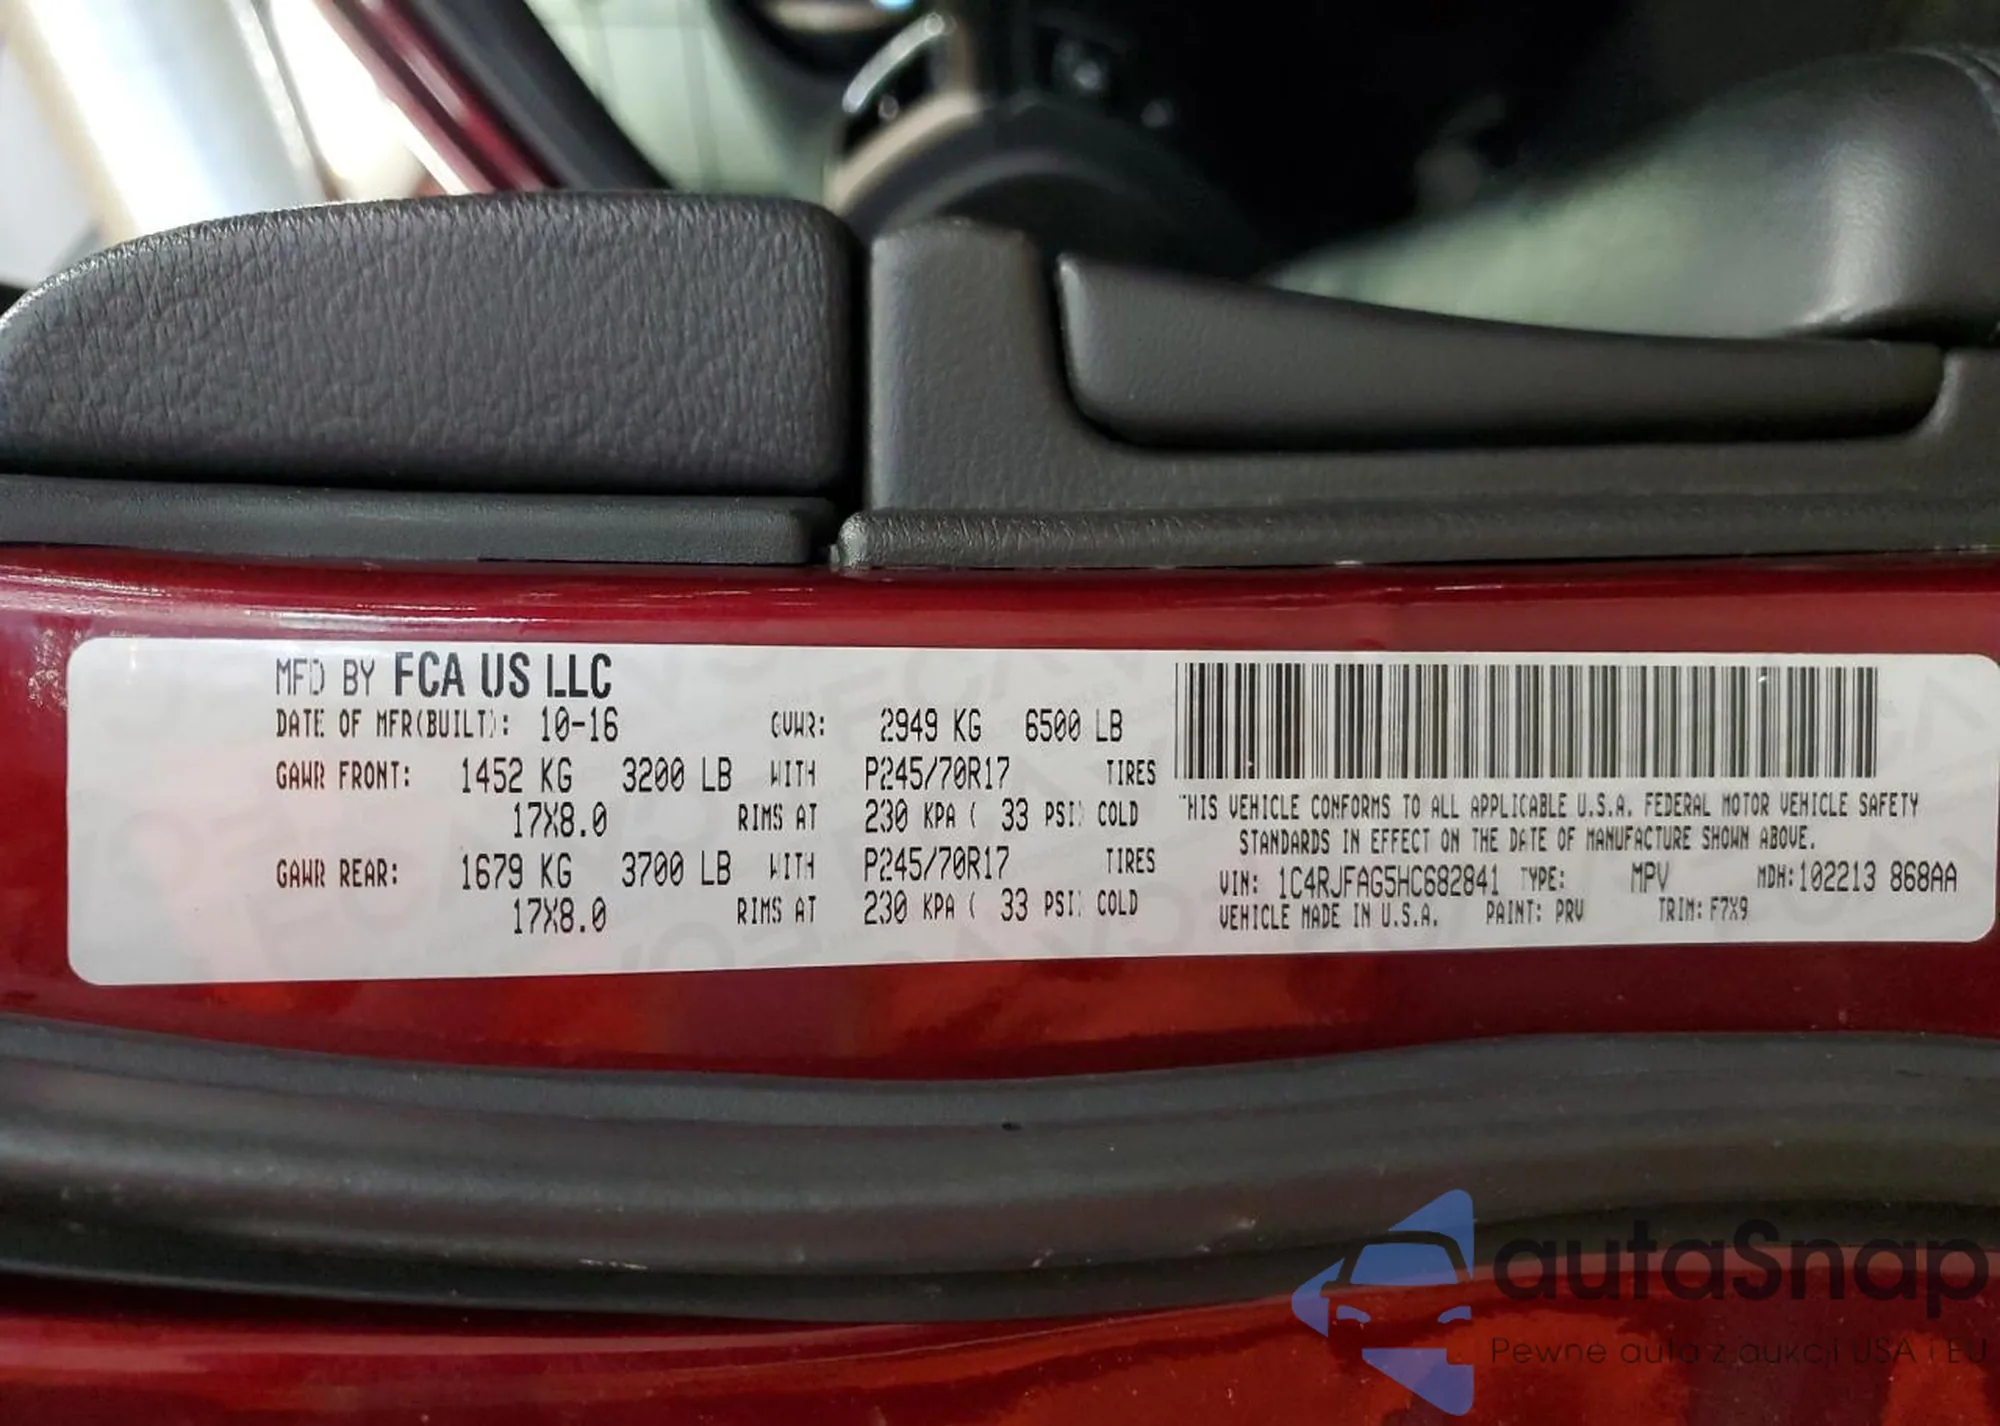 MFD BY FCA US LLC
DATE OF MFR(BUILT): 10-16 GVWR: 2949 KG 6500 LB
GAWR FRONT: 1452 KG 3200 LB WITH P245/70R17 TIRES
17X8.0 RIMS AT 230 KPA ( 33 PSI) COLD
GAWR REAR: 1679 KG 3700 LB WITH P245/70R17 TIRES
17X8.0 RIMS AT 230 KPA ( 33 PSI) COLD
THIS VEHICLE CONFORMS TO ALL APPLICABLE U.S.A. FEDERAL MOTOR VEHICLE SAFETY
STANDARDS IN EFFECT ON THE DATE OF MANUFACTURE SHOWN ABOVE.
VIN: 1C4RJFAG5HC682841 TYPE: MPV MDH:102213 868AA
VEHICLE MADE IN U.S.A. PAINT: PRV TRIM: F7X9
autaSnap
Pewne auta z aukcji USA i EU